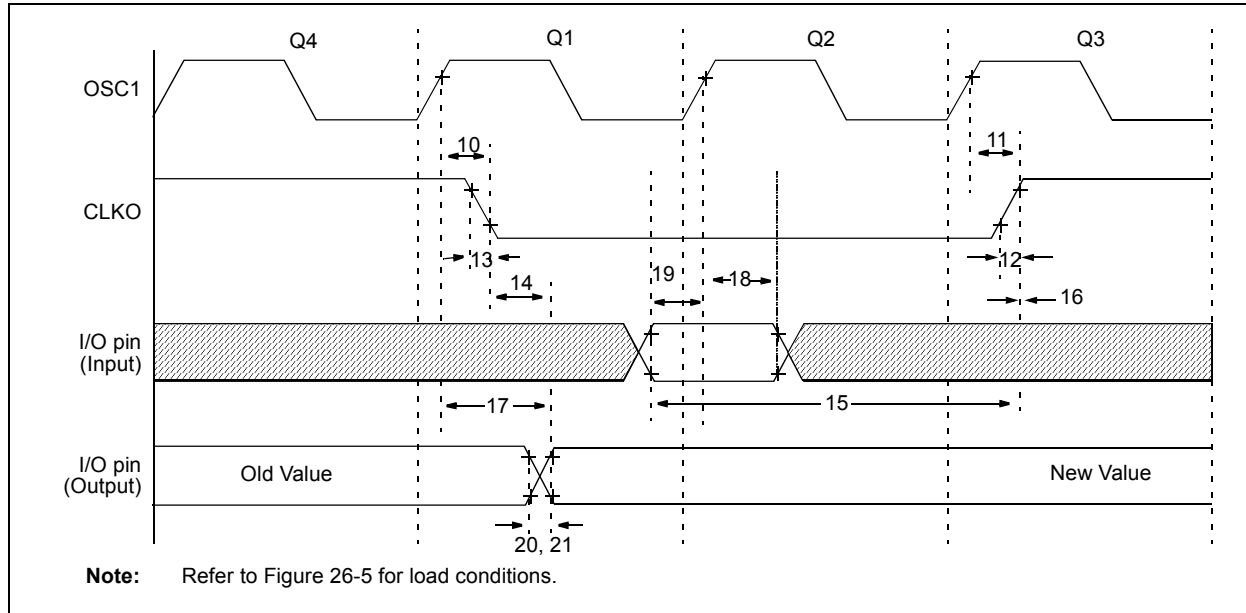 Q4 Q1 Q2 Q3
OSC1
10 11
CLKO
13 12
14 19 18 16
I/O pin
(Input)
17 15
I/O pin
(Output)
Old Value New Value
20, 21
Note: Refer to Figure 26-5 for load conditions.